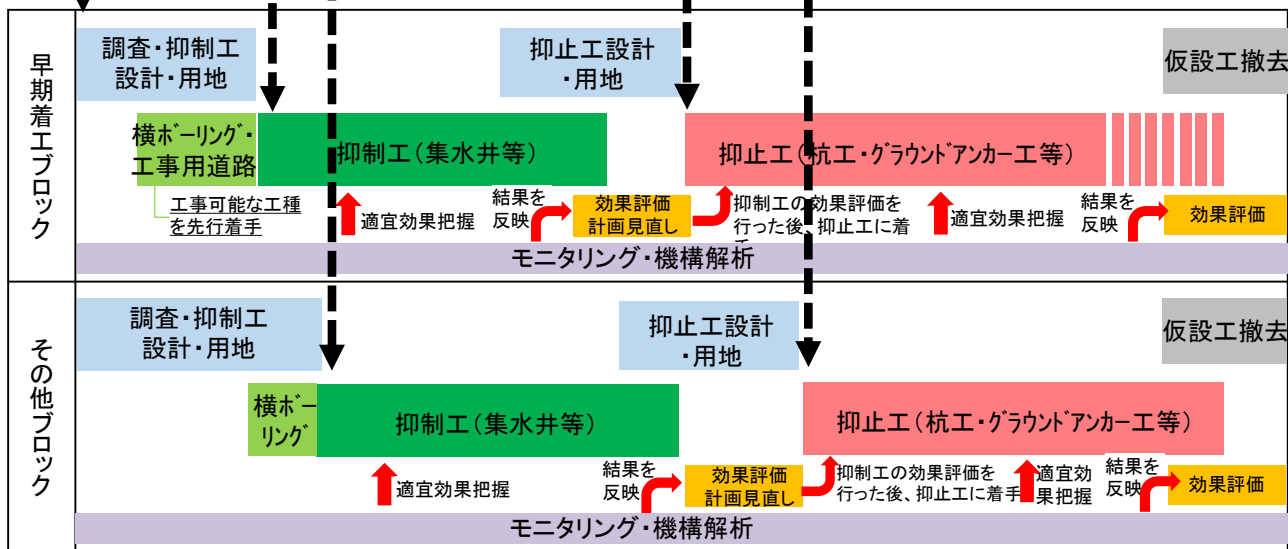 早期着工ブロック
調査・抑制工
設計・用地
抑止工設計
・用地
仮設工撤去
横ボーリング・
工事用道路
抑制工(集水井等)
抑止工(杭工・グラウンドアンカー工等)
工事可能な工種
を先行着手
適宜効果把握
結果を
反映
効果評価
計画見直し
抑制工の効果評価を
行った後、抑止工に着
適宜効果把握
結果を
反映
効果評価
モニタリング・機構解析
その他ブロック
調査・抑制工
設計・用地
抑止工設計
・用地
仮設工撤去
横ボー
リング
抑制工(集水井等)
抑止工(杭工・グラウンドアンカー工等)
適宜効果把握
結果を
反映
効果評価
計画見直し
抑制工の効果評価を
行った後、抑止工に着手
適宜効
果把握
結果を
反映
効果評価
モニタリング・機構解析